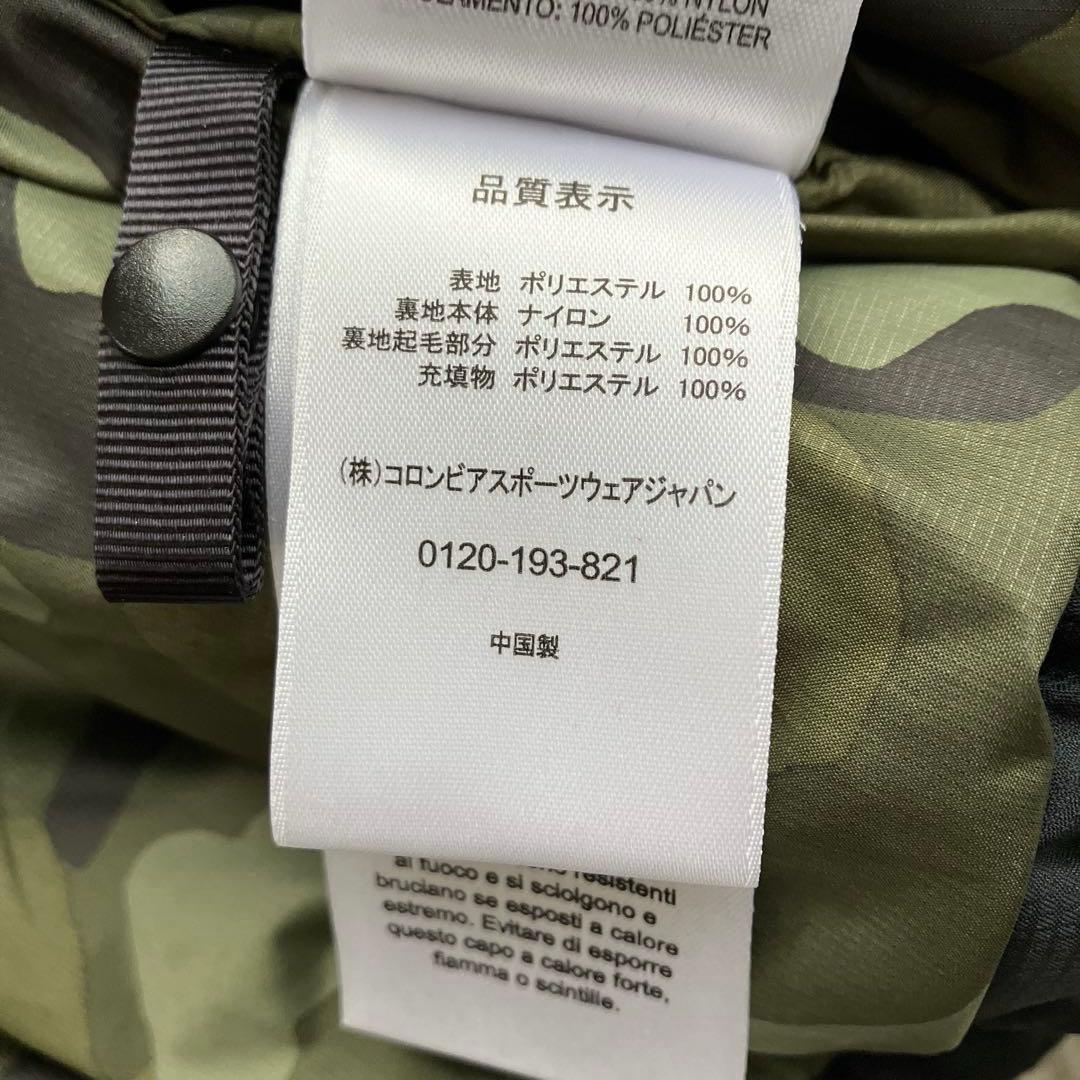 NYLON
100% POLIÉSTER
品質表示
表地 ポリエステル 100%
裏地本体 ナイロン 100%
裏地起毛部分 ポリエステル 100%
充填物 ポリエステル 100%
(株)コロンビアスポーツウェアジャパン
0120-193-821
中国製
resistenti
al fuoco e si sciolgono e
bruciano se esposti a calore
estremo. Evitare di esporre
questo capo a calore forte,
fiamma o scintille.